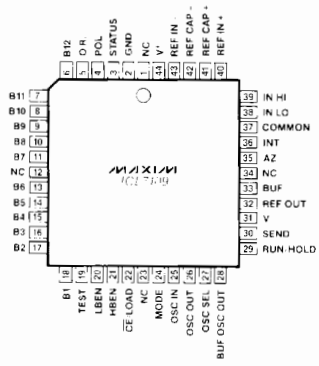 B12
O.R.
POL
STATUS
GND
NC
V+
REF IN -
REF CAP -
REF CAP +
REF IN +
6 5 4 3 2 1 44 43 42 41 40
B11 7
B10 8
B9 9
B8 10
B7 11
NC 12
B6 13
B5 14
B4 15
B3 16
B2 17
MAXIM
ICL7109
39 IN HI
38 IN LO
37 COMMON
36 INT
35 AZ
34 NC
33 BUF
32 REF OUT
31 V
30 SEND
29 RUN-HOLD
18 19 20 21 22 23 24 25 26 27 28
B1
TEST
LBEN
HBEN
CE/LOAD
NC
MODE
OSC IN
OSC OUT
OSC SEL
BUF OSC OUT